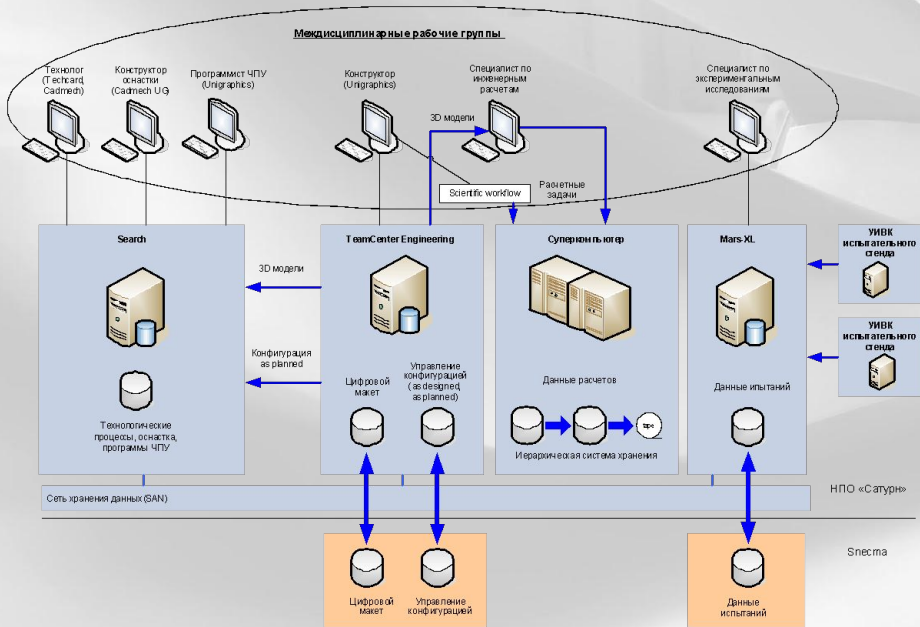 Междисциплинарные рабочие группы
Технолог
(Techcard,
Cadmech)
Конструктор
оснастки
(Cadmech UG)
Программист ЧПУ
(Unigraphics)
Конструктор
(Unigraphics)
Специалист по
инженерным
расчетам
Специалист по
экспериментальным
исследованиям
3D модели
Scientific workflow
Расчетные
задачи
Search
TeamCenter Engineering
Суперкомпьютер
Mars-XL
УИВК
испытательного
стенда
УИВК
испытательного
стенда
3D модели
Конфигурация
as planned
Цифровой
макет
Управление
конфигурацией
(as designed,
as planned)
Данные расчетов
Данные ипытаний
Технологические
процессы, оснастка,
программы ЧПУ
tape
Иерархическая система хранения
Сеть хранения данных (SAN)
НПО «Сатурн»
Snecma
Цифровой
макет
Управление
конфигурацией
Данные
испытаний